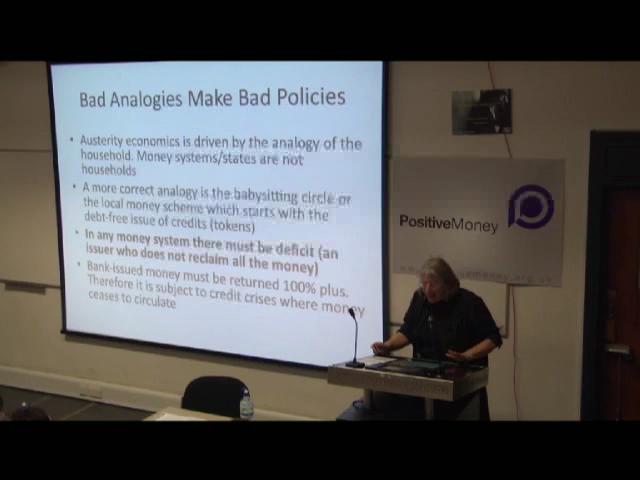 Bad Analogies Make Bad Policies
• Austerity economics is driven by the analogy of the
household. Money systems/states are not
households
• A more correct analogy is the babysitting circle or
the local money scheme which starts with the
debt-free issue of credits (tokens)
• In any money system there must be deficit (an
issuer who does not reclaim all the money)
• Bank-issued money must be returned 100% plus.
Therefore it is subject to credit crises where money
ceases to circulate
PositiveMoney